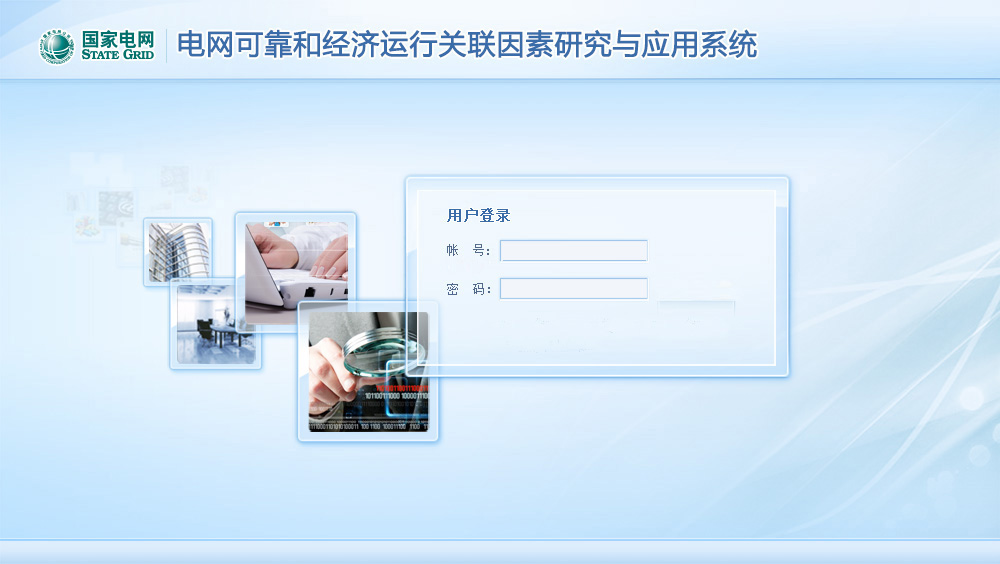 国家电网
STATE GRID
电网可靠和经济运行关联因素研究与应用系统
用户登录
帐 号：
密 码：